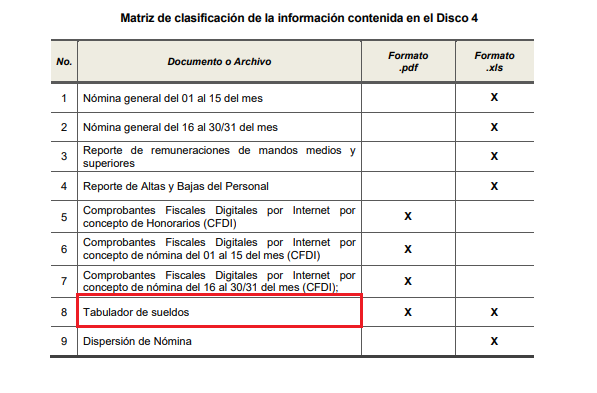 Matriz de clasificación de la información contenida en el Disco 4
No. Documento o Archivo Formato .pdf Formato .xls
1 Nómina general del 01 al 15 del mes X
2 Nómina general del 16 al 30/31 del mes X
3 Reporte de remuneraciones de mandos medios y
superiores X
4 Reporte de Altas y Bajas del Personal X
5 Comprobantes Fiscales Digitales por Internet por
concepto de Honorarios (CFDI) X
6 Comprobantes Fiscales Digitales por Internet por
concepto de nómina del 01 al 15 del mes (CFDI) X
7 Comprobantes Fiscales Digitales por Internet por
concepto de nómina del 16 al 30/31 del mes (CFDI); X
8 Tabulador de sueldos X X
9 Dispersión de Nómina X